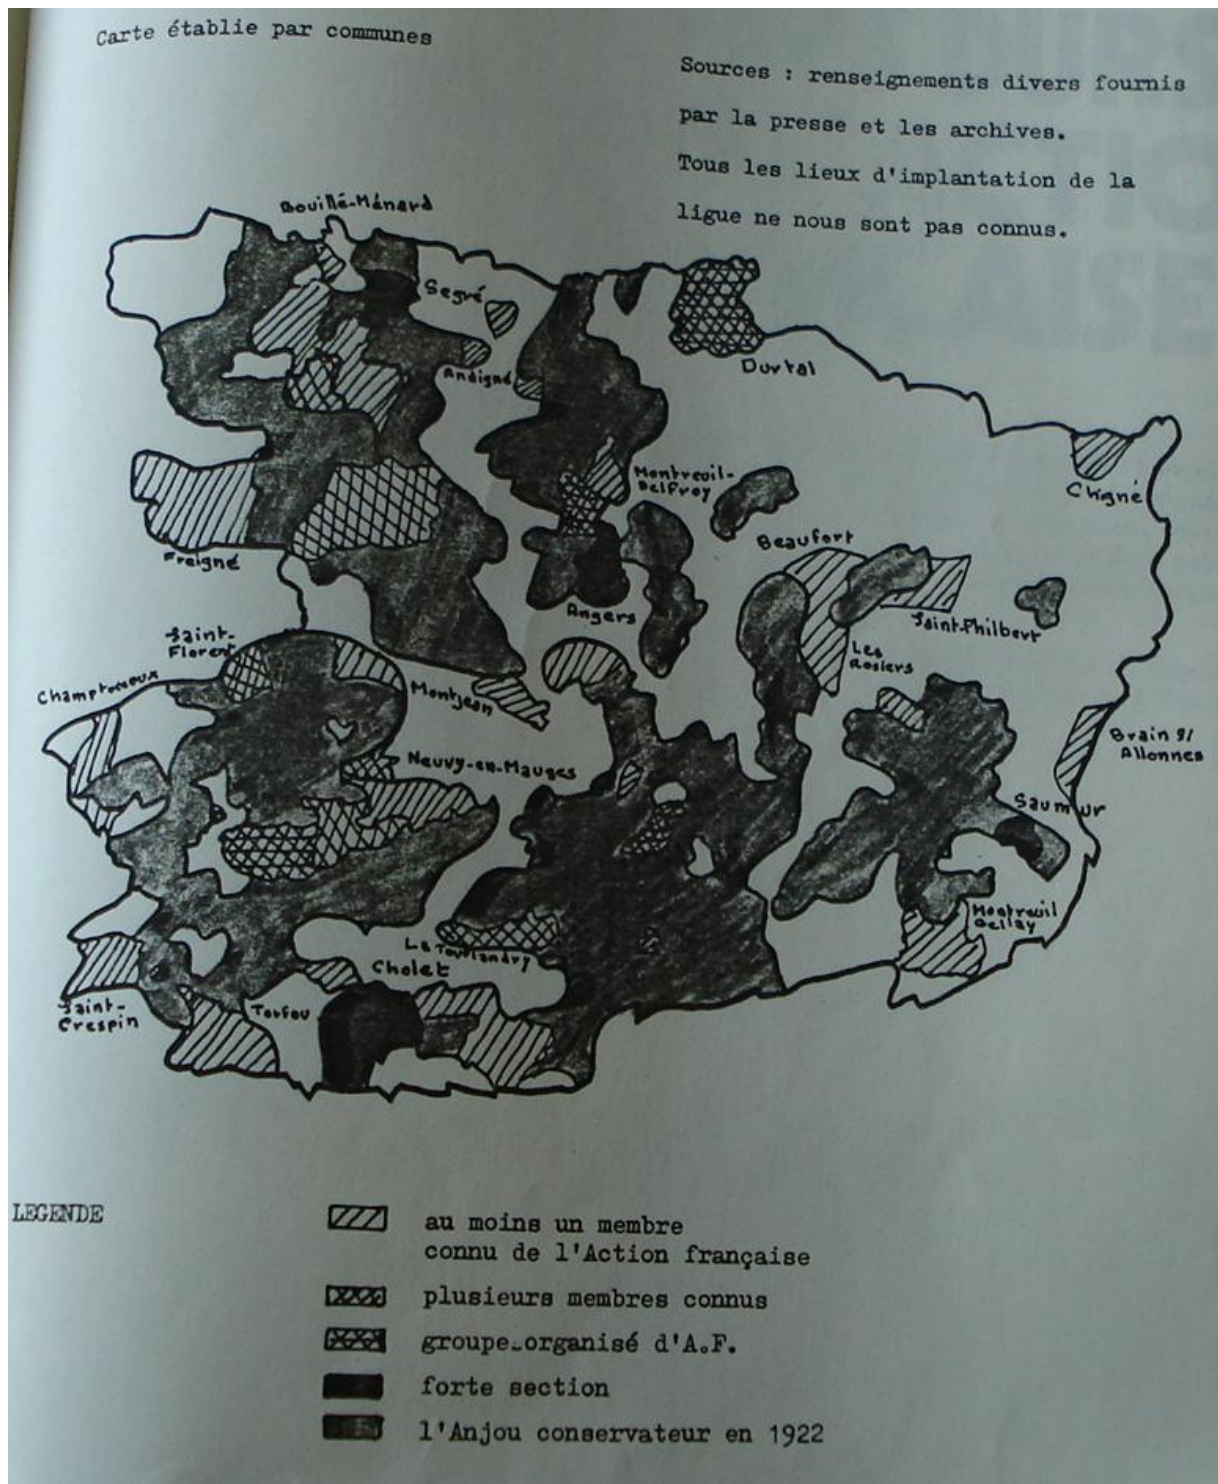 Carte établie par communes
Sources : renseignements divers fournis
par la presse et les archives.
Tous les lieux d'implantation de la
ligue ne nous sont pas connus.
Bouillé-Ménard
Segré
Andigné
Durtal
Chigné
Montreuil-
Belfroy
Freigné
Beaufort
Angers
Saint-Philbert
Saint-
Florent
Les
Rosiers
Champtoceaux
Montjean
Brain s/
Allonnes
Neuvy-en-Mauges
Saumur
Montreuil
Bellay
La Tourlandry
Cholet
Saint-
Crespin
Torfou
LEGENDE
au moins un membre
connu de l'Action française
plusieurs membres connus
groupe organisé d'A.F.
forte section
l'Anjou conservateur en 1922